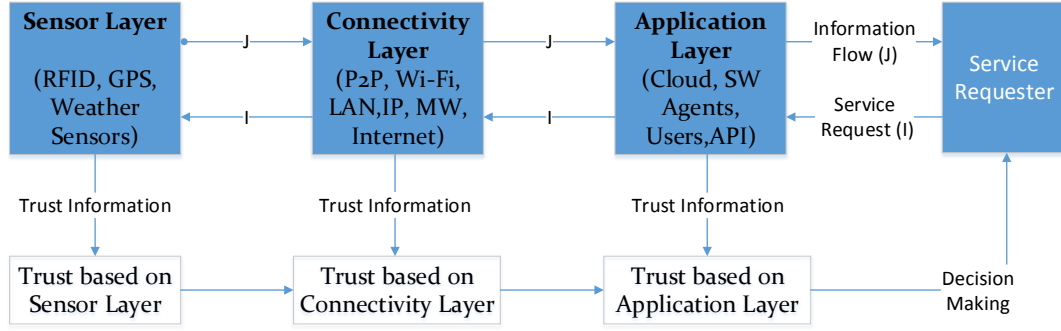 Sensor Layer
(RFID, GPS,
Weather
Sensors)
J
I
Connectivity
Layer
(P2P, Wi-Fi,
LAN,IP, MW,
Internet)
J
I
Application
Layer
(Cloud, SW
Agents,
Users,API)
Information
Flow (J)
Service
Request (I)
Service
Requester
Trust Information
Trust Information
Trust Information
Trust based on
Sensor Layer
Trust based on
Connectivity Layer
Trust based on
Application Layer
Decision
Making